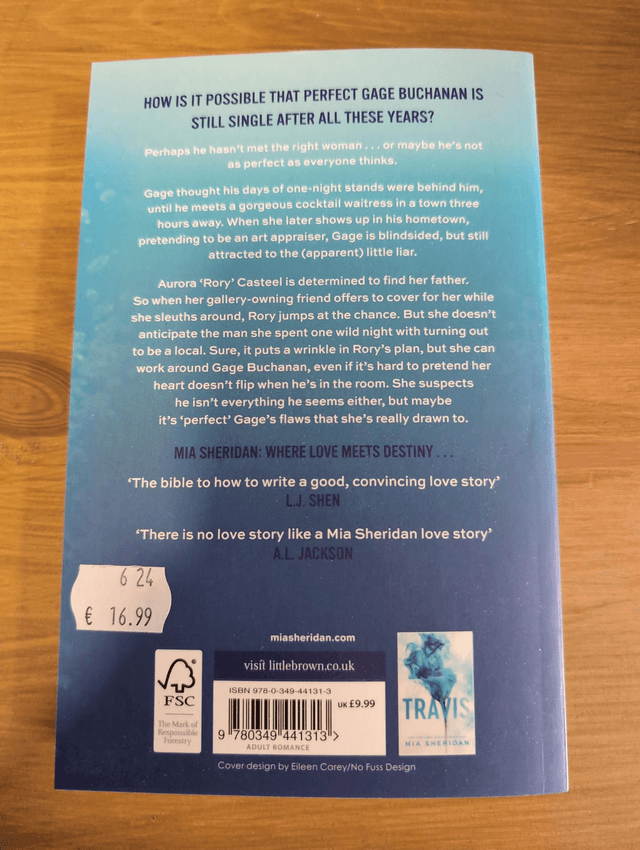 HOW IS IT POSSIBLE THAT PERFECT GAGE BUCHANAN IS
STILL SINGLE AFTER ALL THESE YEARS?
Perhaps he hasn't met the right woman . . . or maybe he's not
as perfect as everyone thinks.
Gage thought his days of one-night stands were behind him,
until he meets a gorgeous cocktail waitress in a town three
hours away. When she later shows up in his hometown,
pretending to be an art appraiser, Gage is blindsided, but still
attracted to the (apparent) little liar.
Aurora 'Rory' Casteel is determined to find her father.
So when her gallery-owning friend offers to cover for her while
she sleuths around, Rory jumps at the chance. But she doesn't
anticipate the man she spent one wild night with turning out
to be a local. Sure, it puts a wrinkle in Rory's plan, but she can
work around Gage Buchanan, even if it's hard to pretend her
heart doesn't flip when he's in the room. She suspects
he isn't everything he seems either, but maybe
it's 'perfect' Gage's flaws that she's really drawn to.
MIA SHERIDAN: WHERE LOVE MEETS DESTINY . . .
'The bible to how to write a good, convincing love story'
L.J. SHEN
'There is no love story like a Mia Sheridan love story'
A.L. JACKSON
6 24
€ 16.99
miasheridan.com
visit littlebrown.co.uk
FSC
The Mark of
Responsible
Forestry
ISBN 978-0-349-44131-3
UK £9.99
9 780349 441313 >
ADULT ROMANCE
TRAVIS
MIA SHERIDAN
Cover design by Eileen Carey/No Fuss Design